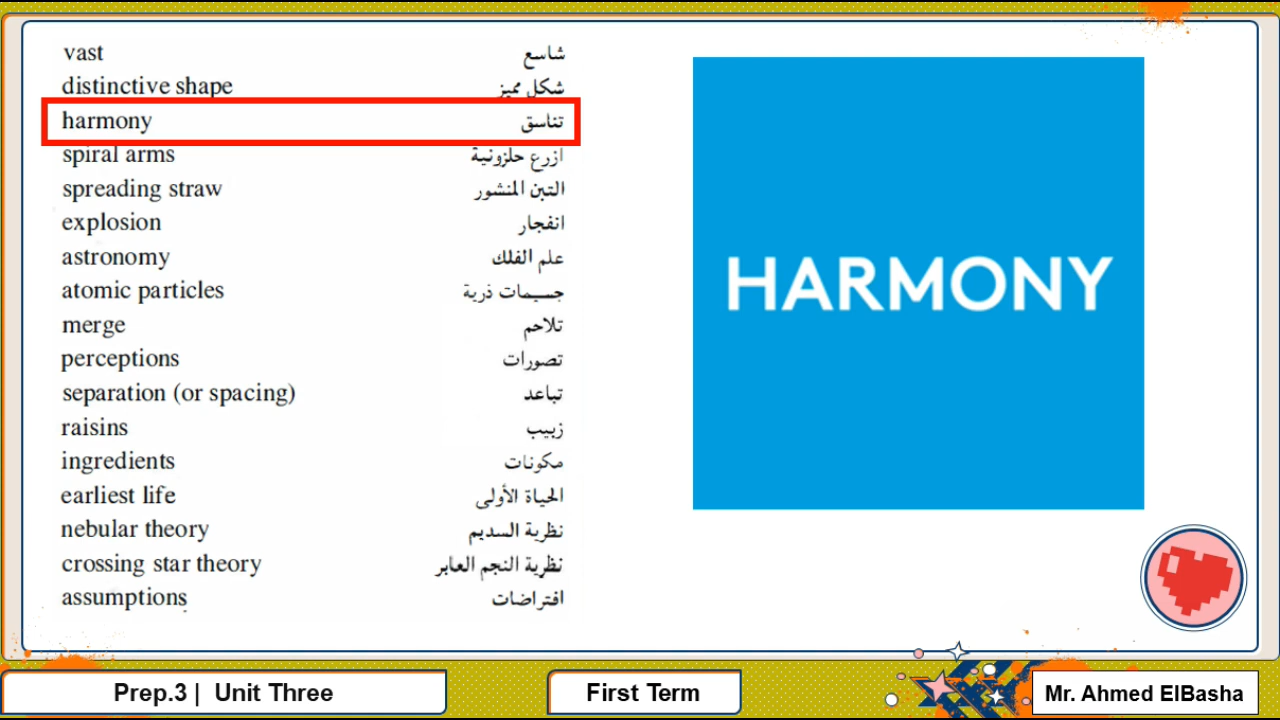 vast شاسع
distinctive shape شكل مميز
harmony تناسق
spiral arms ازرع حلزونية
spreading straw التبن المنشور
explosion انفجار
astronomy علم الفلك
atomic particles جسيمات ذرية
merge تلاحم
perceptions تصورات
separation (or spacing) تباعد
raisins زبيب
ingredients مكونات
earliest life الحياة الأولى
nebular theory نظرية السديم
crossing star theory نظرية النجم العابر
assumptions افتراضات
HARMONY
Prep.3 | Unit Three
First Term
Mr. Ahmed ElBasha